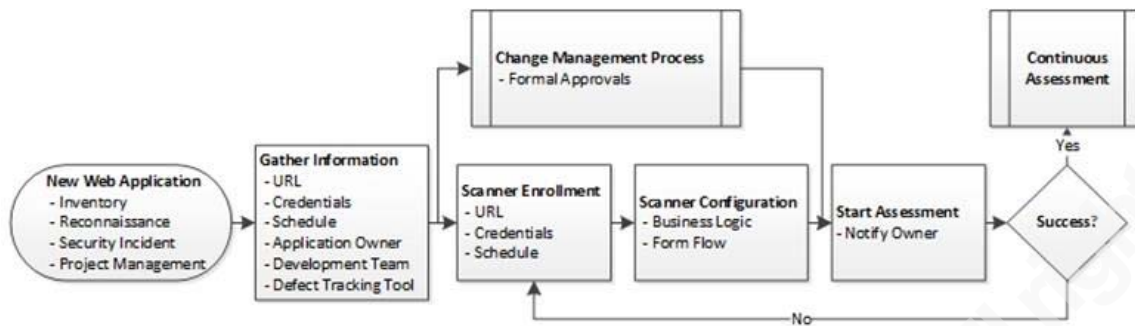 New Web Application
- Inventory
- Reconnaissance
- Security Incident
- Project Management
Gather Information
- URL
- Credentials
- Schedule
- Application Owner
- Development Team
- Defect Tracking Tool
Change Management Process
- Formal Approvals
Scanner Enrollment
- URL
- Credentials
- Schedule
Scanner Configuration
- Business Logic
- Form Flow
Start Assessment
- Notify Owner
Success?
Yes
No
Continuous
Assessment